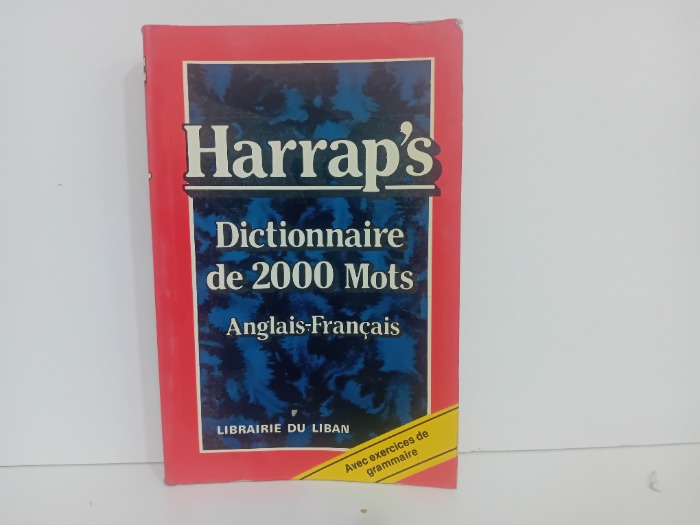 Harrap's
Dictionnaire
de 2000 Mots
Anglais-Français
LIBRAIRIE DU LIBAN
Avec exercices de
grammaire